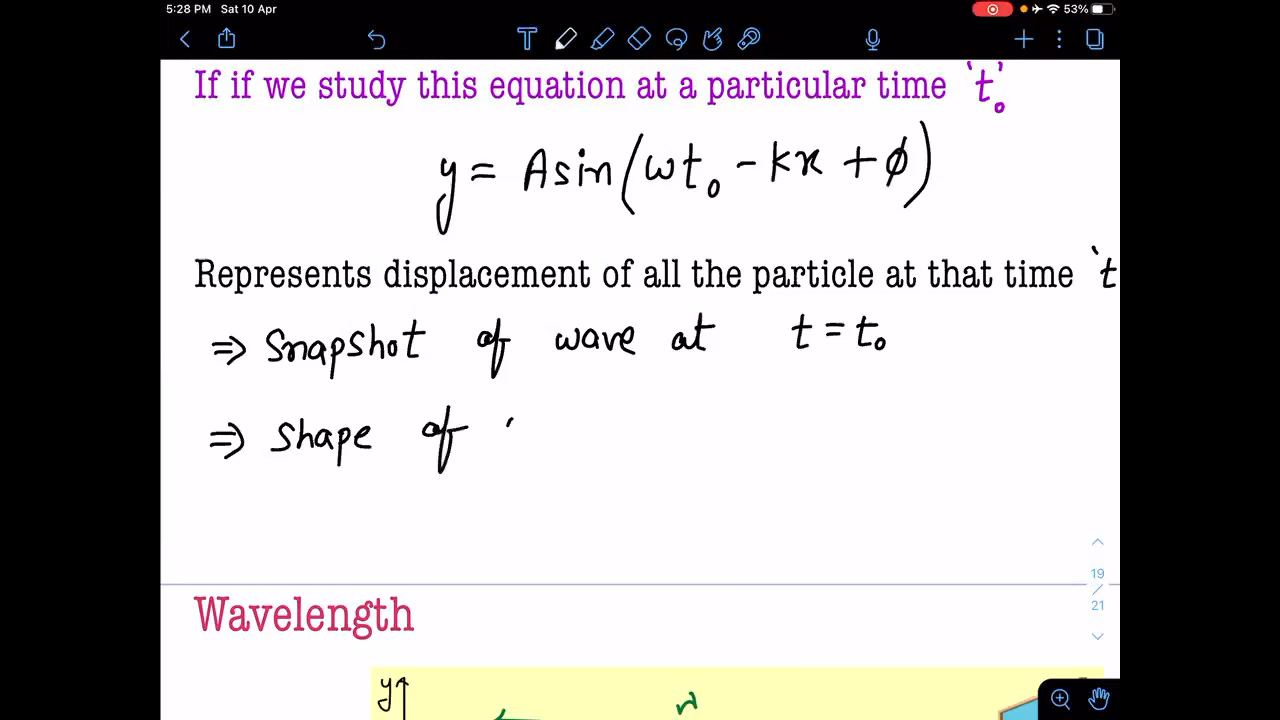 5:28 PM Sat 10 Apr 53%
If if we study this equation at a particular time 't₀'
y = Asin(ωt₀ - kx + ϕ)
Represents displacement of all the particle at that time 't
⇒ Snapshot of wave at t = t₀
⇒ Shape of
19
/
21
Wavelength
y